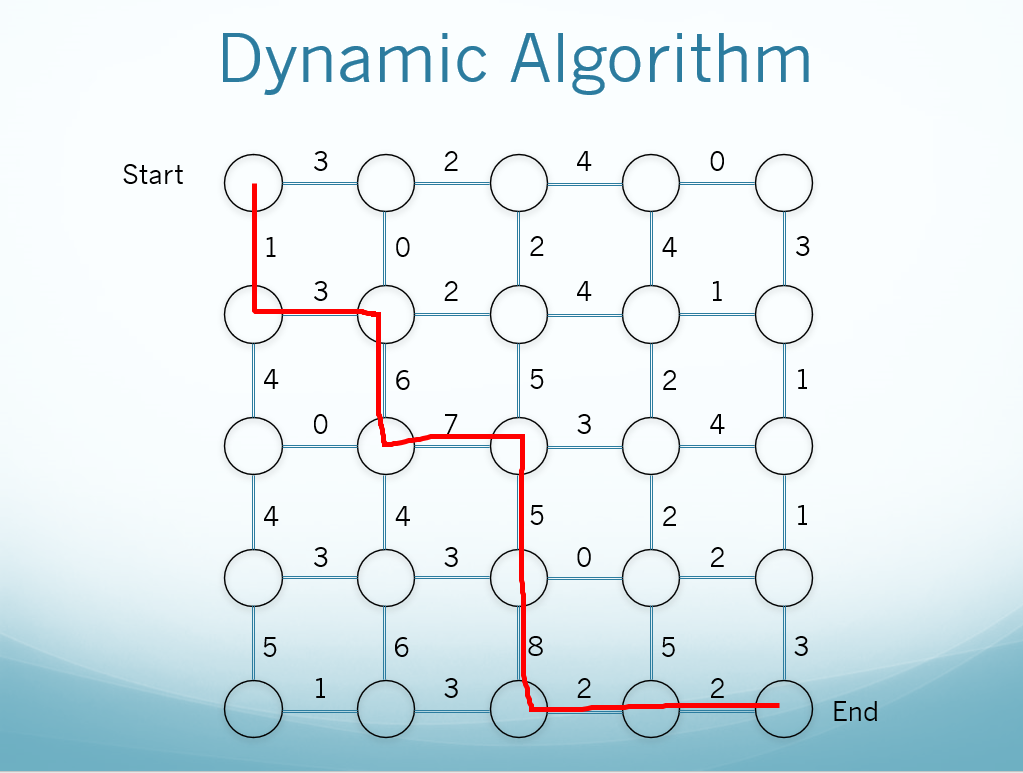 Dynamic Algorithm
Start
3 2 4 0
1 0 2 4 3
3 2 4 1
4 6 5 2 1
0 7 3 4
4 4 5 2 1
3 3 0 2
5 6 8 5 3
1 3 2 2
End